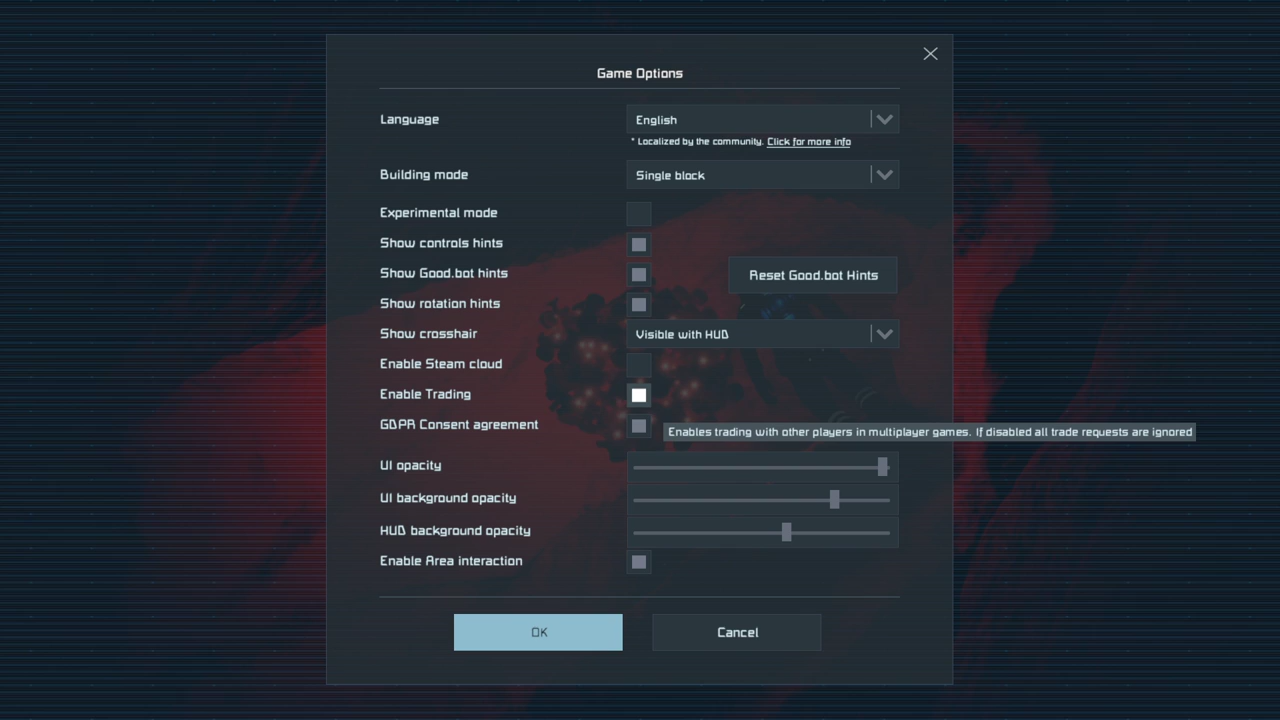 Game Options
Language
English
* Localized by the community. Click for more info
Building mode
Single block
Experimental mode
Show controls hints
Show Good.bot hints
Reset Good.bot Hints
Show rotation hints
Show crosshair
Visible with HUD
Enable Steam cloud
Enable Trading
GDPR Consent agreement
Enables trading with other players in multiplayer games. If disabled all trade requests are ignored
UI opacity
UI background opacity
HUD background opacity
Enable Area interaction
OK
Cancel